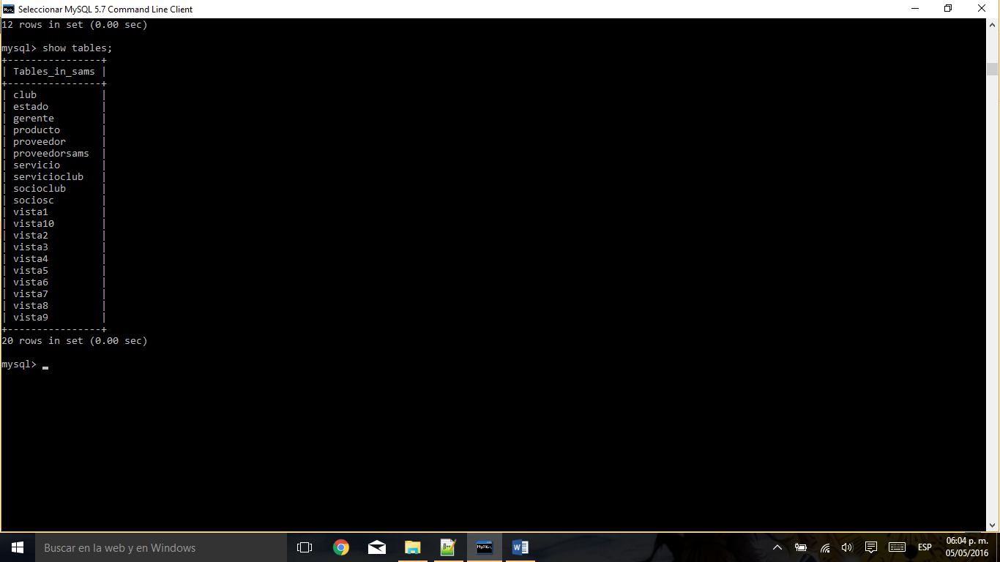 Seleccionar MySQL 5.7 Command Line Client
12 rows in set (0.00 sec)
mysql> show tables;
+----------------+
| Tables_in_sams |
+----------------+
| club           |
| estado         |
| gerente        |
| producto       |
| proveedor      |
| proveedorsams  |
| servicio       |
| servicioclub   |
| socioclub      |
| sociosc        |
| vista1         |
| vista10        |
| vista2         |
| vista3         |
| vista4         |
| vista5         |
| vista6         |
| vista7         |
| vista8         |
| vista9         |
+----------------+
20 rows in set (0.00 sec)
mysql> _
Buscar en la web y en Windows
ESP
06:04 p. m.
05/05/2016